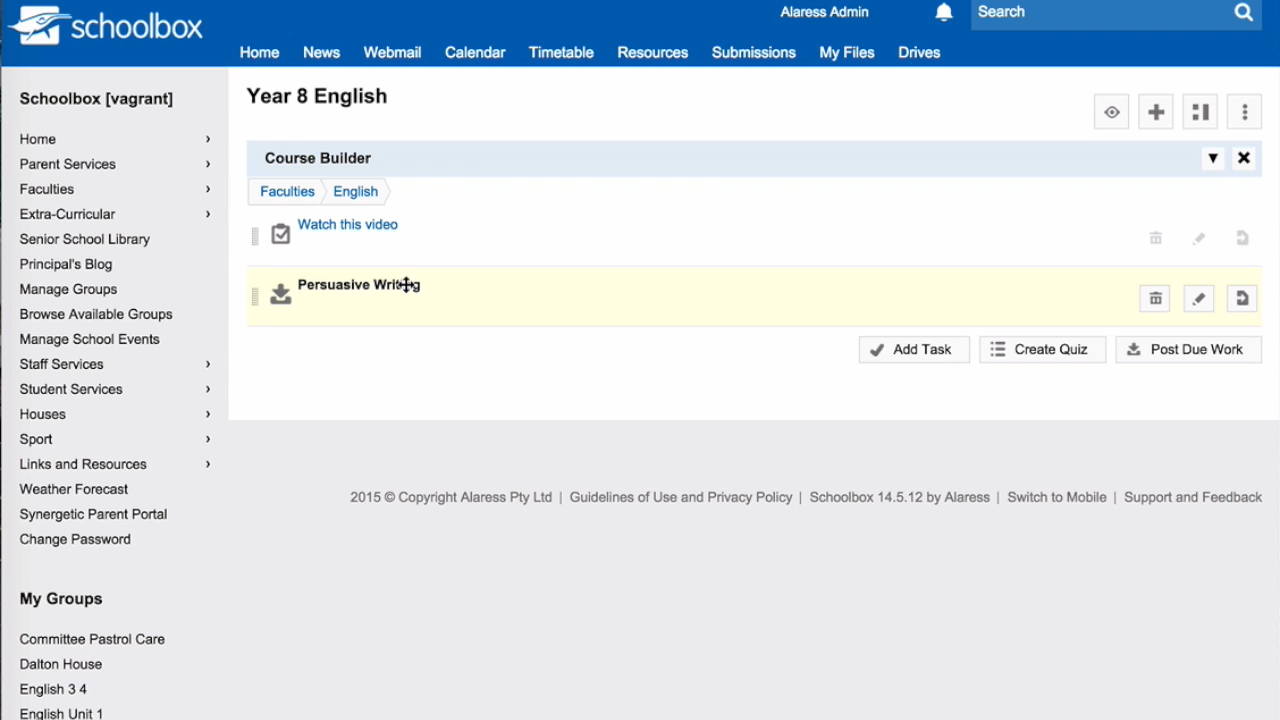 schoolbox
Alaress Admin
Search
Home News Webmail Calendar Timetable Resources Submissions My Files Drives
Schoolbox [vagrant]
Home
Parent Services
Faculties
Extra-Curricular
Senior School Library
Principal's Blog
Manage Groups
Browse Available Groups
Manage School Events
Staff Services
Student Services
Houses
Sport
Links and Resources
Weather Forecast
Synergetic Parent Portal
Change Password
My Groups
Committee Pastrol Care
Dalton House
English 3 4
English Unit 1
Year 8 English
Course Builder
Faculties English
Watch this video
Persuasive Writing
Add Task Create Quiz Post Due Work
2015 © Copyright Alaress Pty Ltd | Guidelines of Use and Privacy Policy | Schoolbox 14.5.12 by Alaress | Switch to Mobile | Support and Feedback